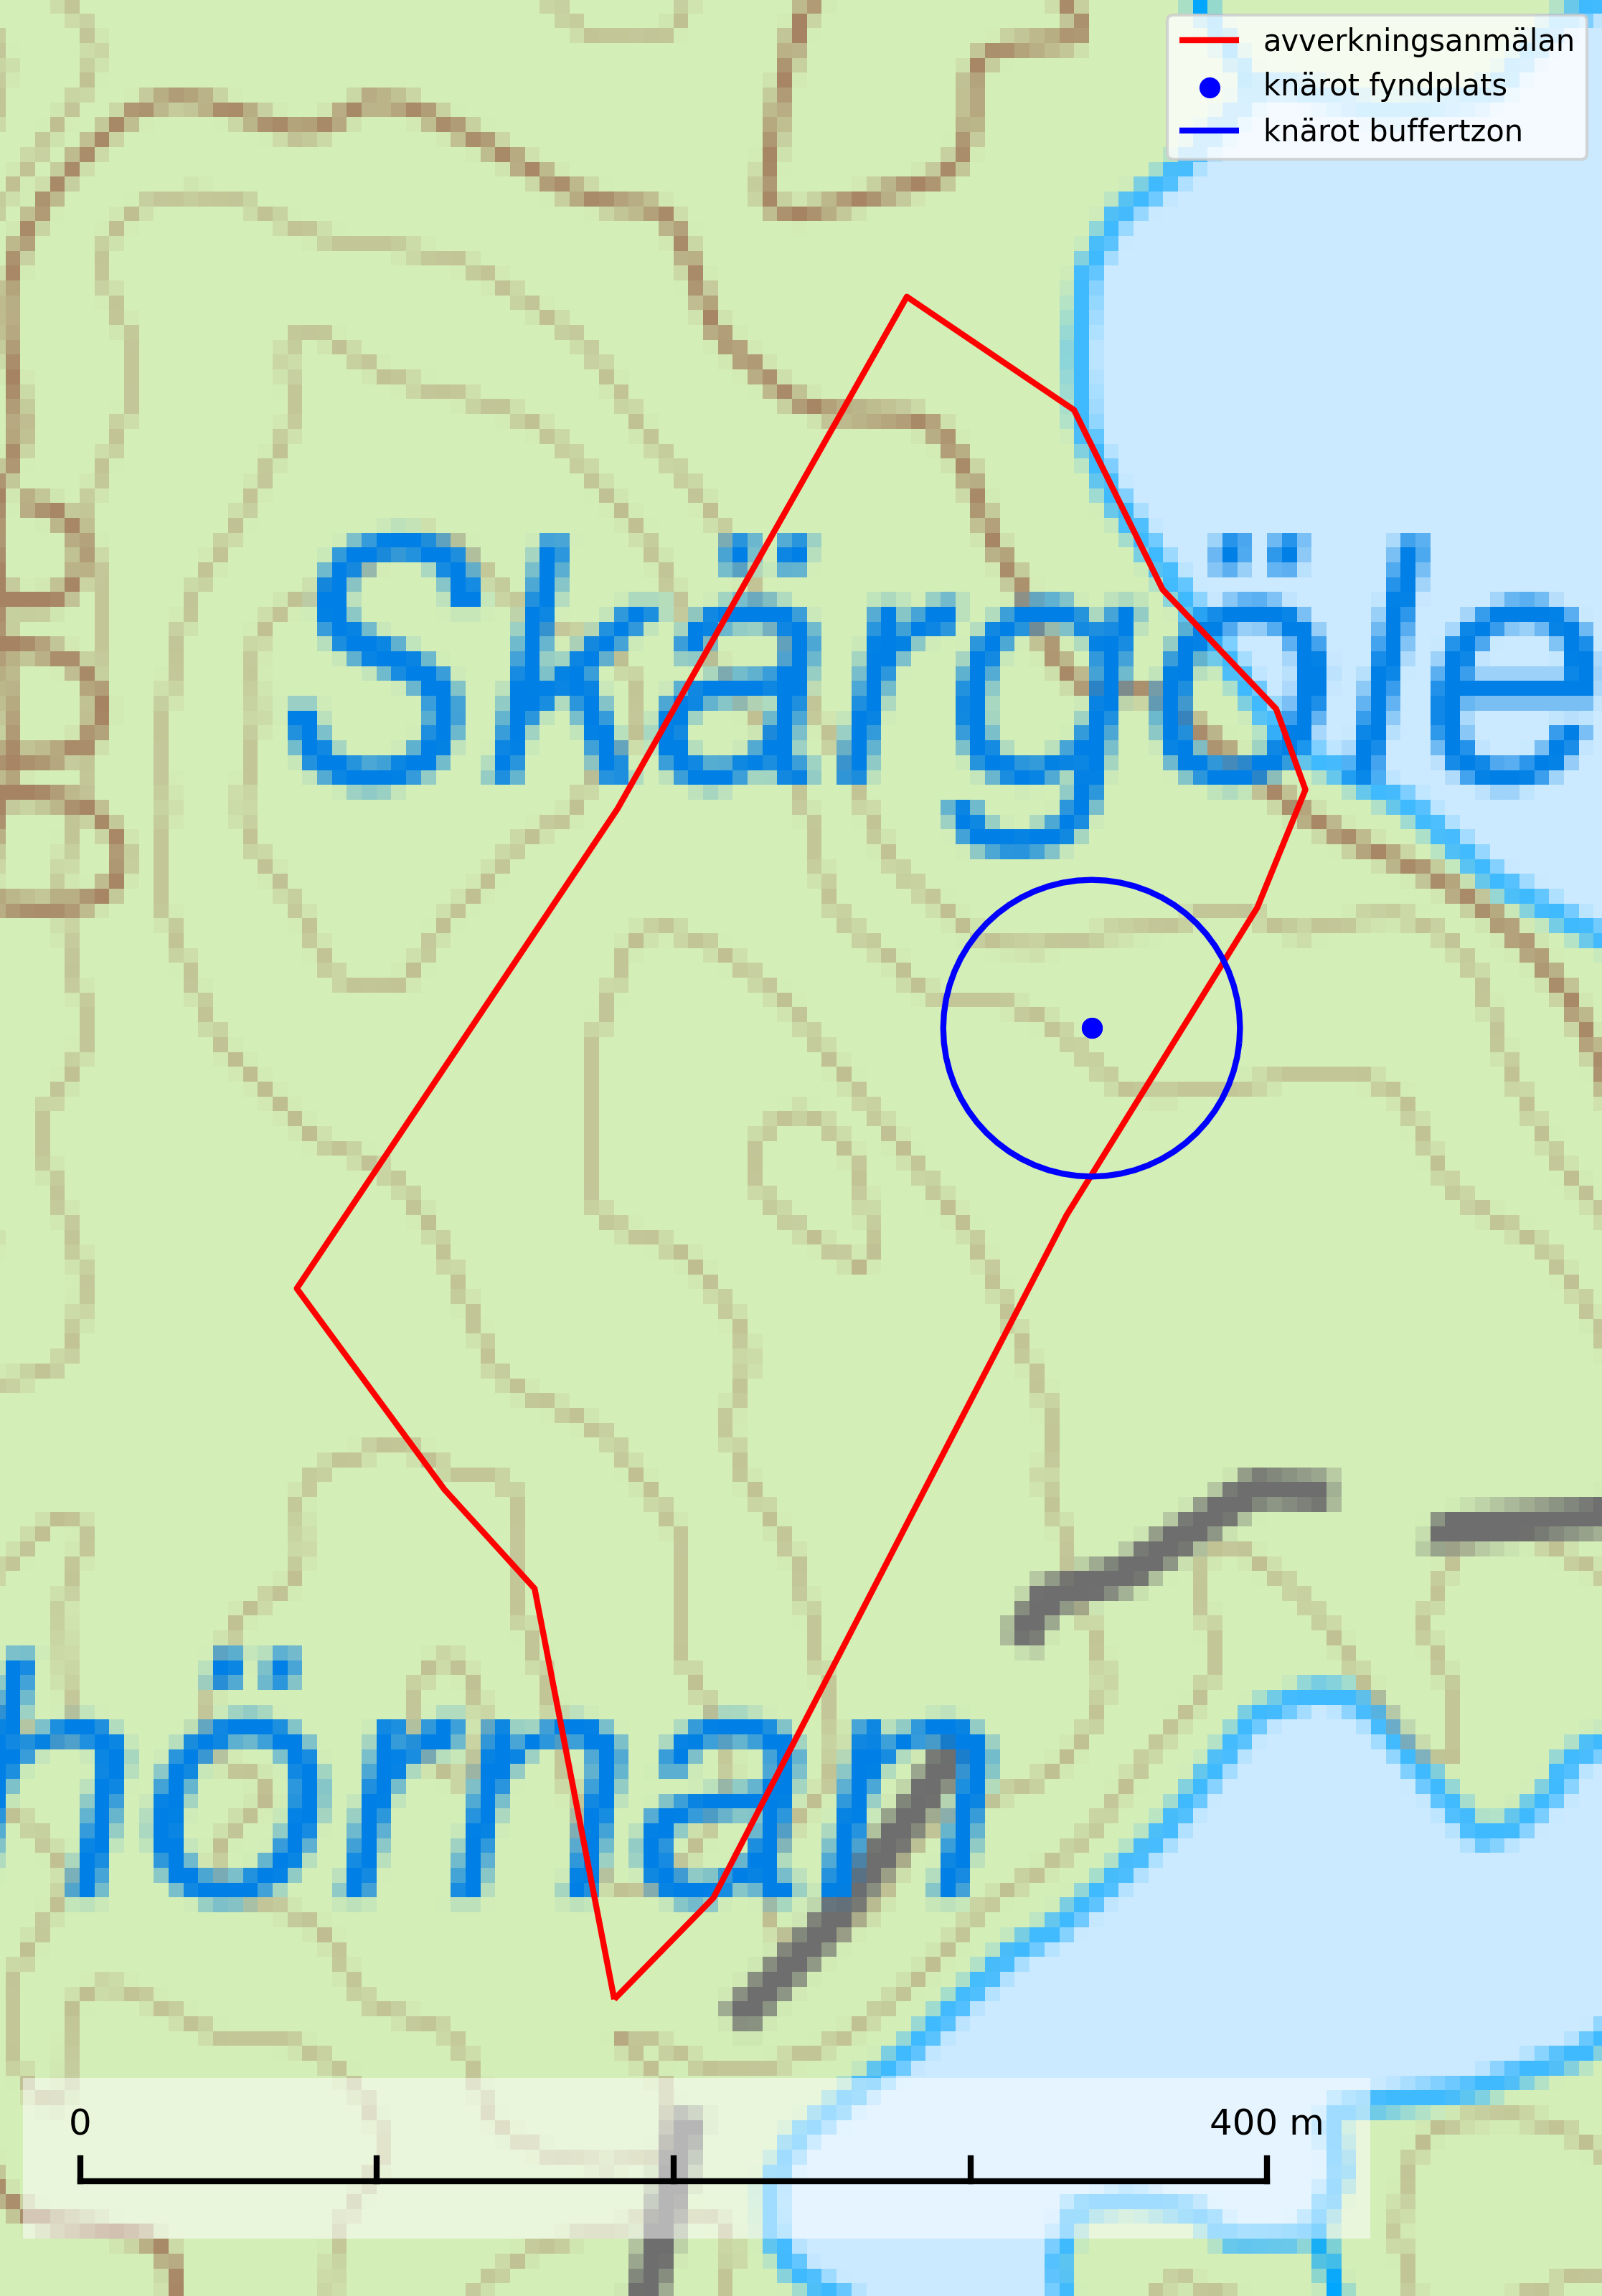 avverkningsanmälan
knärot fyndplats
knärot buffertzon
Skärgöle
hörnan
0 400 m